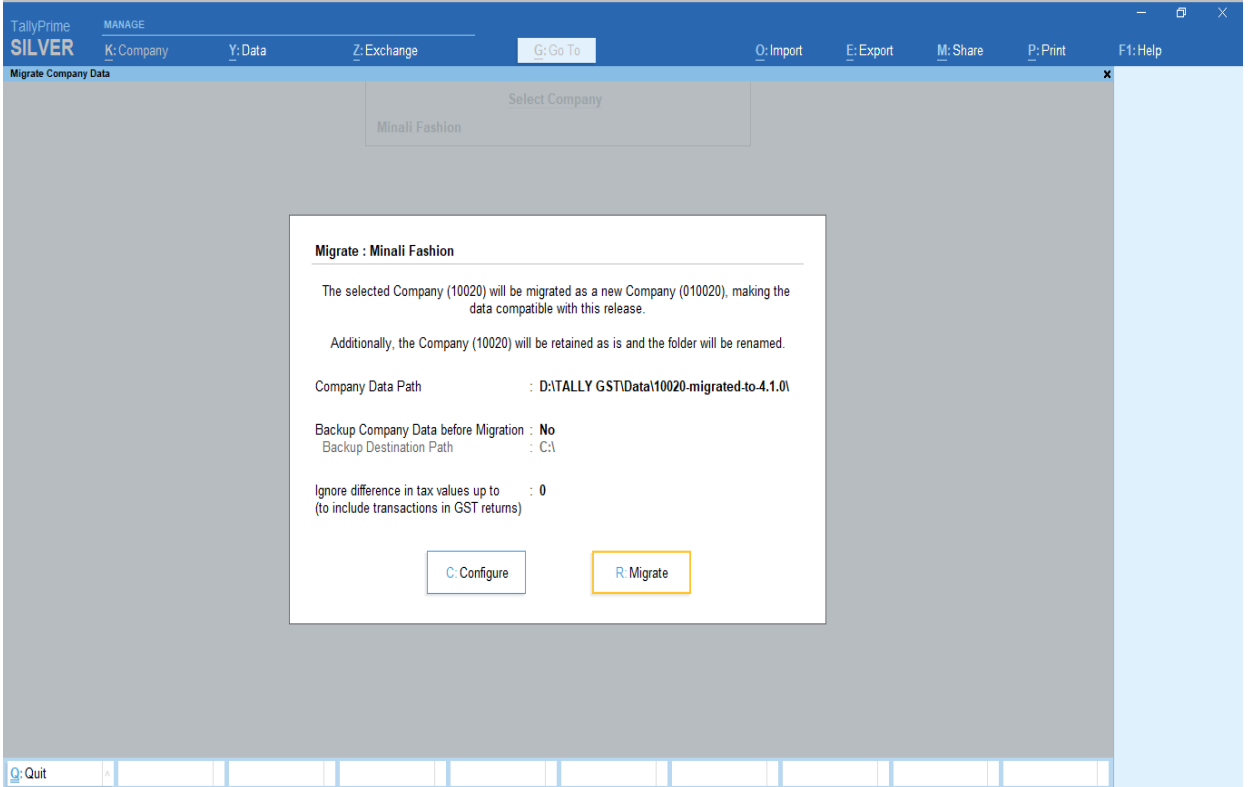 TallyPrime
MANAGE
SILVER
K: Company
Y: Data
Z: Exchange
G: Go To
O: Import
E: Export
M: Share
P: Print
F1: Help
Migrate Company Data
Select Company
Minali Fashion
Migrate : Minali Fashion
The selected Company (10020) will be migrated as a new Company (010020), making the
data compatible with this release.
Additionally, the Company (10020) will be retained as is and the folder will be renamed.
Company Data Path : D:\TALLY GST\Data\10020-migrated-to-4.1.0\
Backup Company Data before Migration : No
Backup Destination Path : C:\
Ignore difference in tax values up to : 0
(to include transactions in GST returns)
C: Configure
R: Migrate
Q: Quit